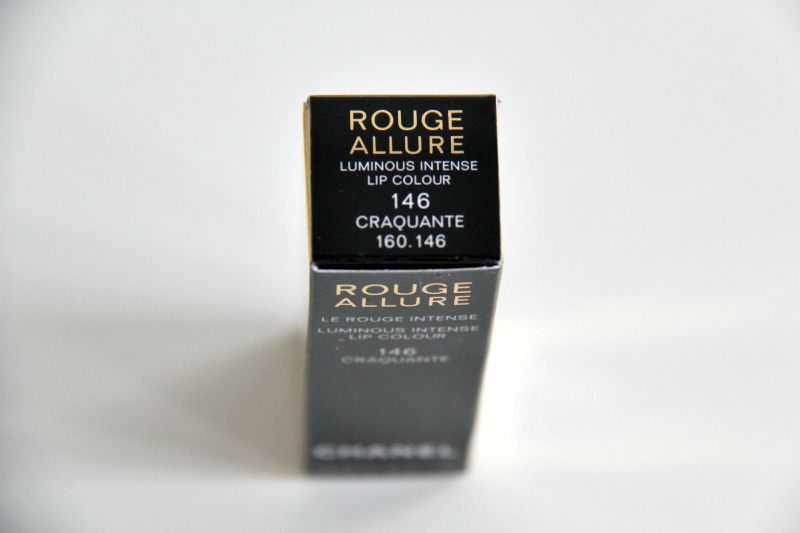 ROUGE
ALLURE
LUMINOUS INTENSE
LIP COLOUR
146
CRAQUANTE
160.146
ROUGE
ALLURE
LE ROUGE INTENSE
LUMINOUS INTENSE
LIP COLOUR
146
CRAQUANTE
CHANEL